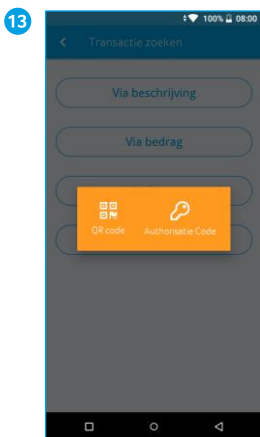 13
100% 08:00
Transactie zoeken
Via beschrijving
Via bedrag
QR code Authorisatie Code